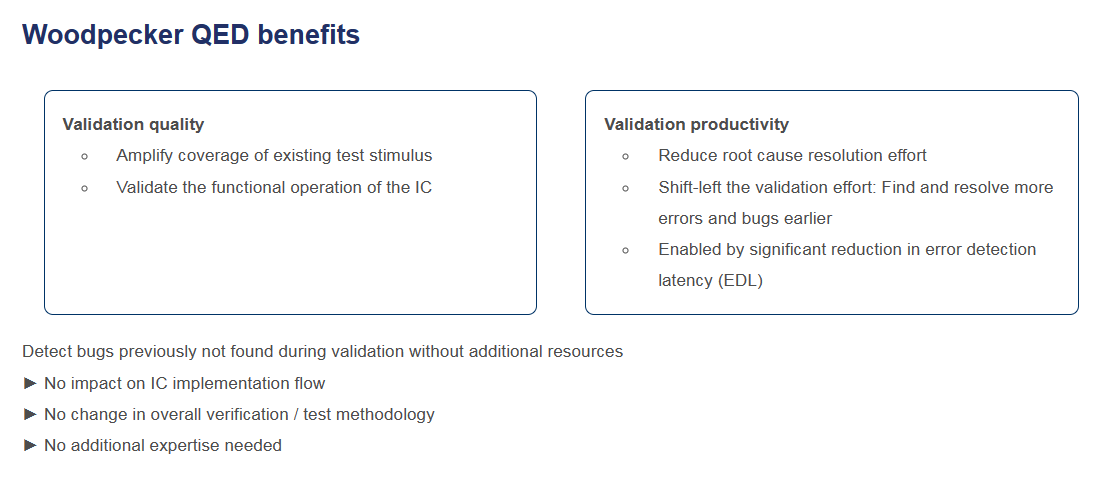 Woodpecker QED benefits
Validation quality
Amplify coverage of existing test stimulus
Validate the functional operation of the IC
Validation productivity
Reduce root cause resolution effort
Shift-left the validation effort: Find and resolve more
errors and bugs earlier
Enabled by significant reduction in error detection
latency (EDL)
Detect bugs previously not found during validation without additional resources
► No impact on IC implementation flow
► No change in overall verification / test methodology
► No additional expertise needed